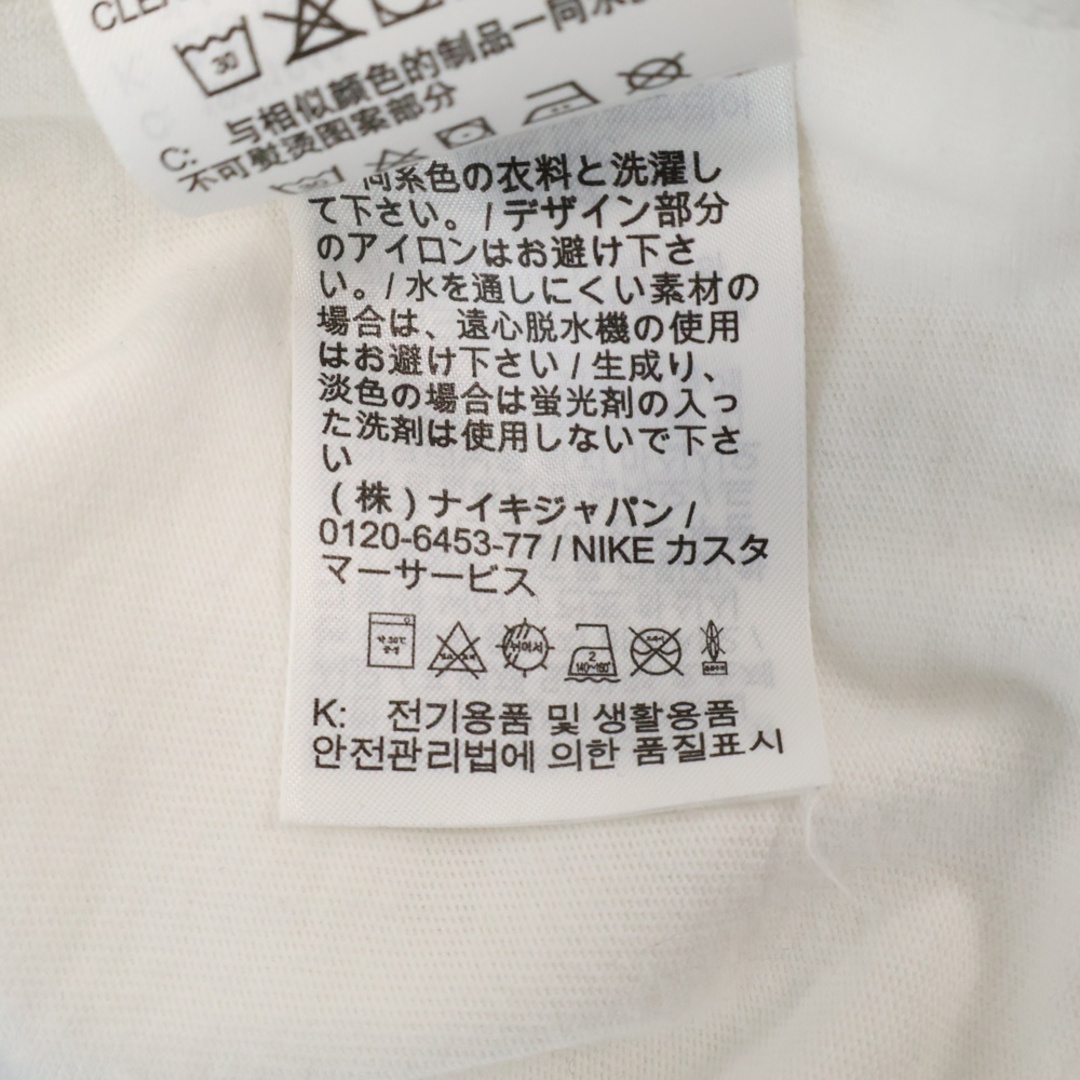 30
C: 与相似颜色的制品一同水
不可熨烫图案部分
同系色の衣料と洗濯し
て下さい。/ デザイン部分
のアイロンはお避け下さ
い。/ 水を通しにくい素材の
場合は、遠心脱水機の使用
はお避け下さい / 生成り、
淡色の場合は蛍光剤の入っ
た洗剤は使用しないで下さ
い
(株) ナイキジャパン /
0120-6453-77 / NIKE カスタ
マーサービス
2
140~160℃
K: 전기용품 및 생활용품
안전관리법에 의한 품질표시